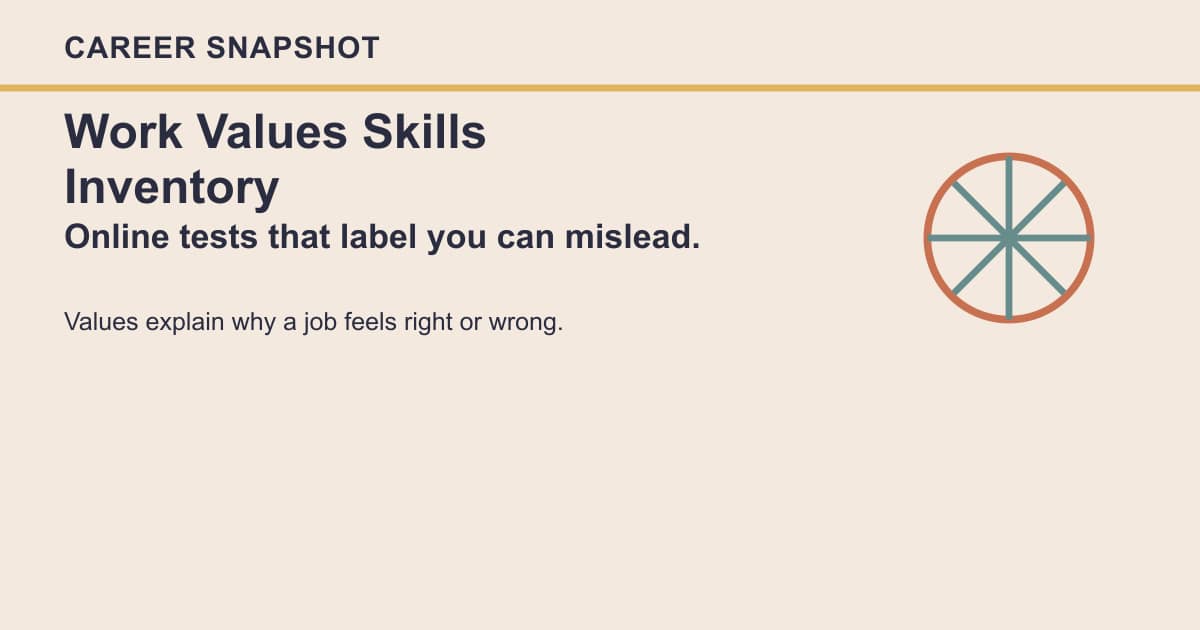 CAREER SNAPSHOT
Work Values Skills
Inventory
Online tests that label you can mislead.
Values explain why a job feels right or wrong.